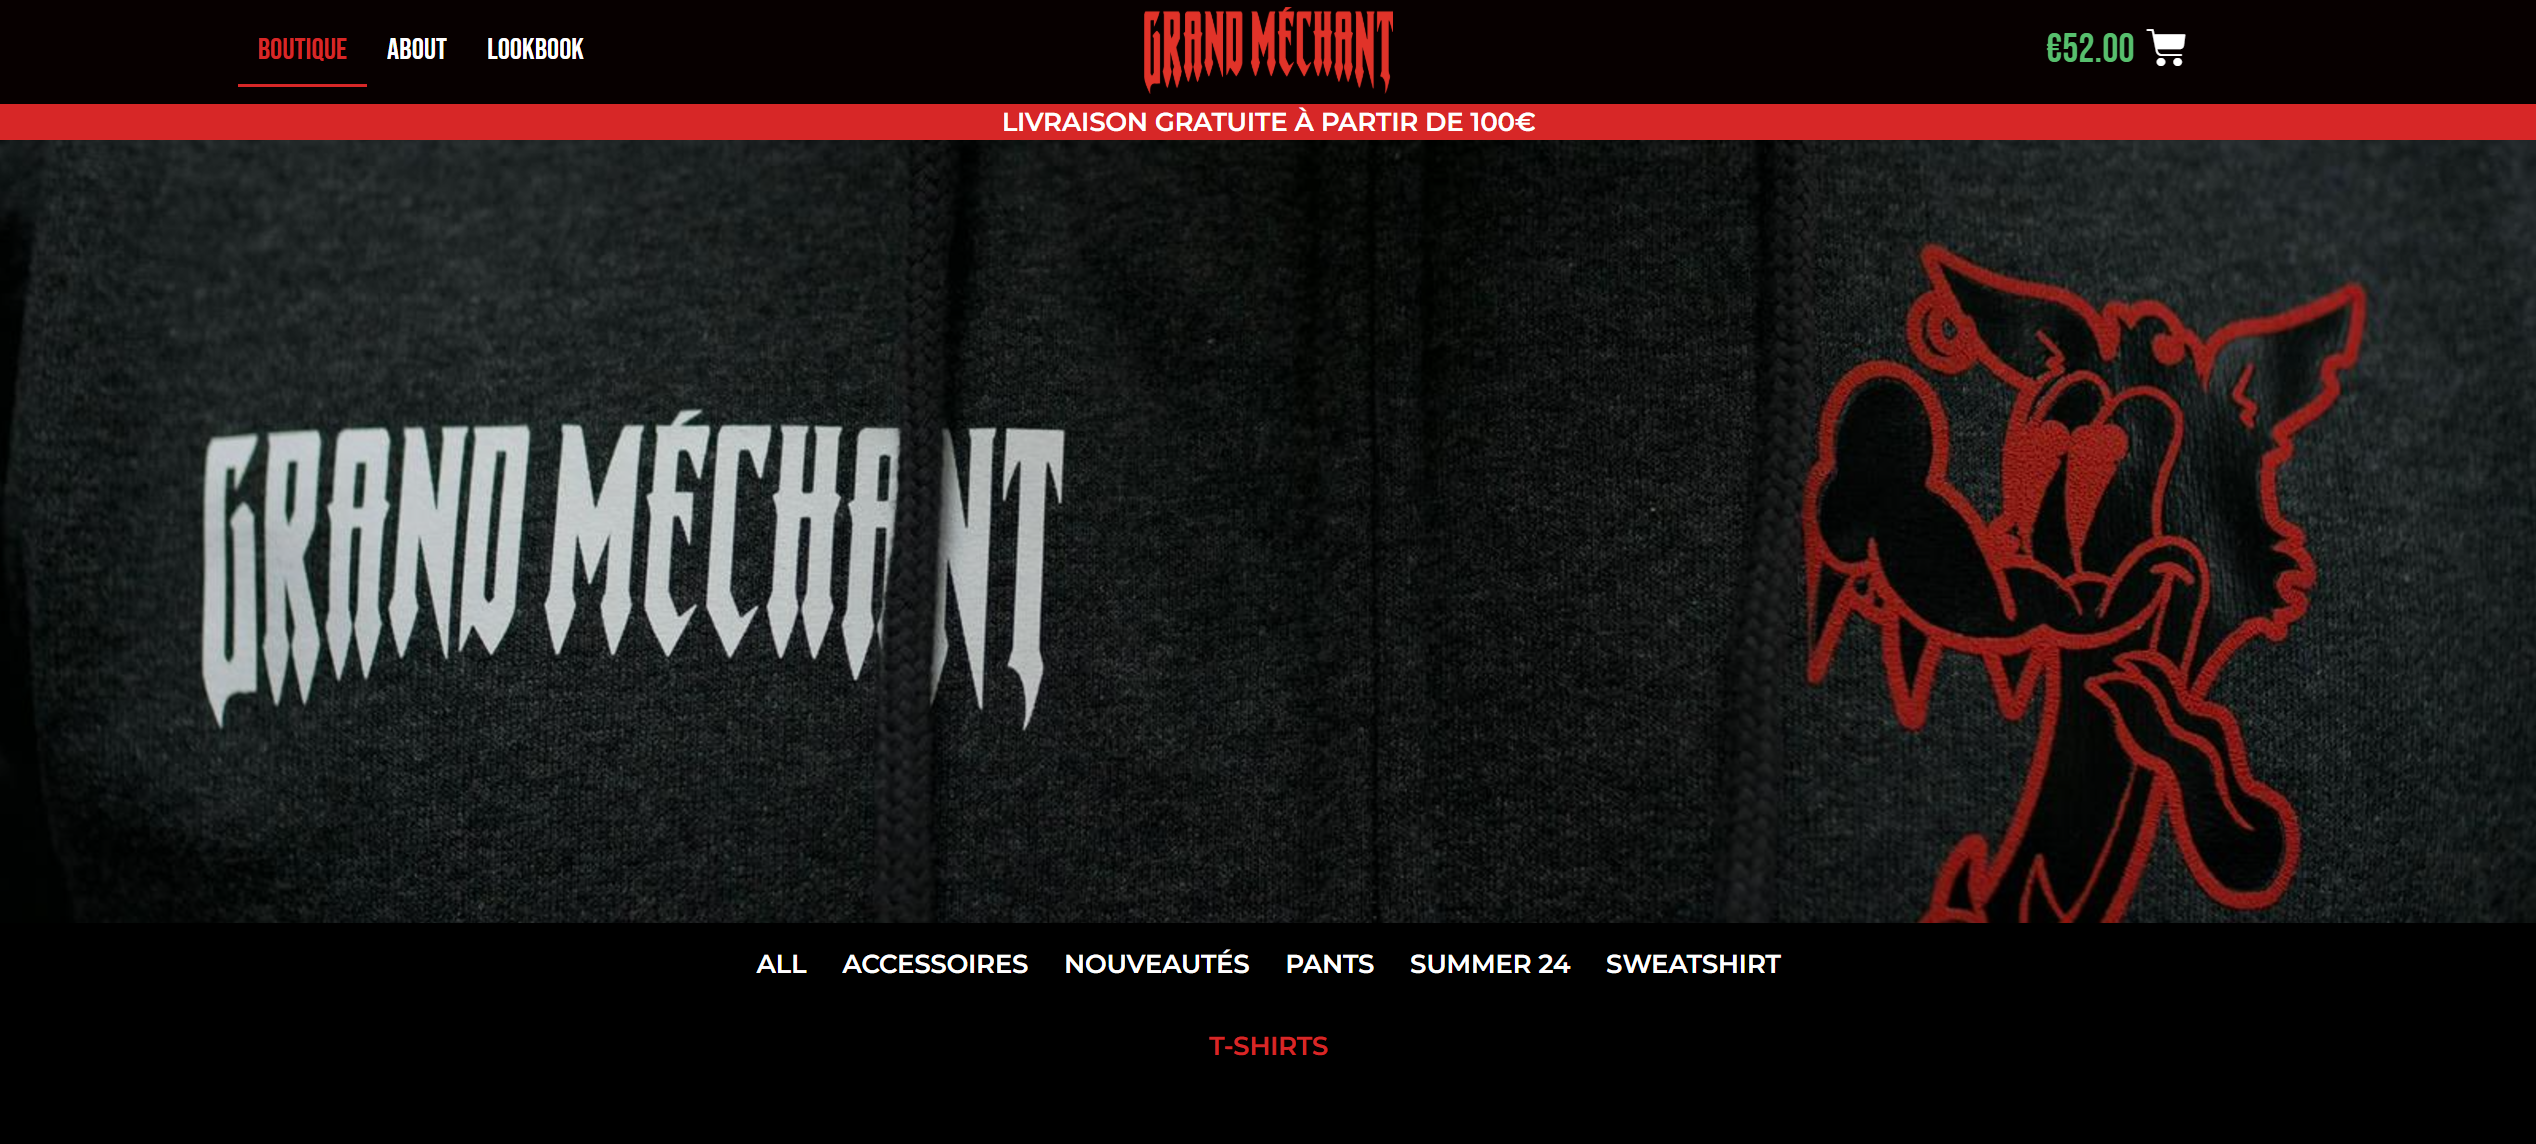 BOUTIQUE ABOUT LOOKBOOK
GRAND MÉCHANT
€52.00
LIVRAISON GRATUITE À PARTIR DE 100€
GRAND MÉCHANT
ALL ACCESSOIRES NOUVEAUTÉS PANTS SUMMER 24 SWEATSHIRT
T-SHIRTS